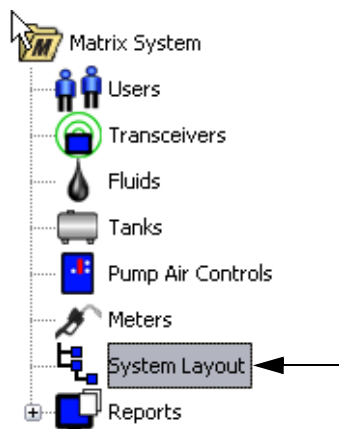 Matrix System
Users
Transceivers
Fluids
Tanks
Pump Air Controls
Meters
System Layout
Reports